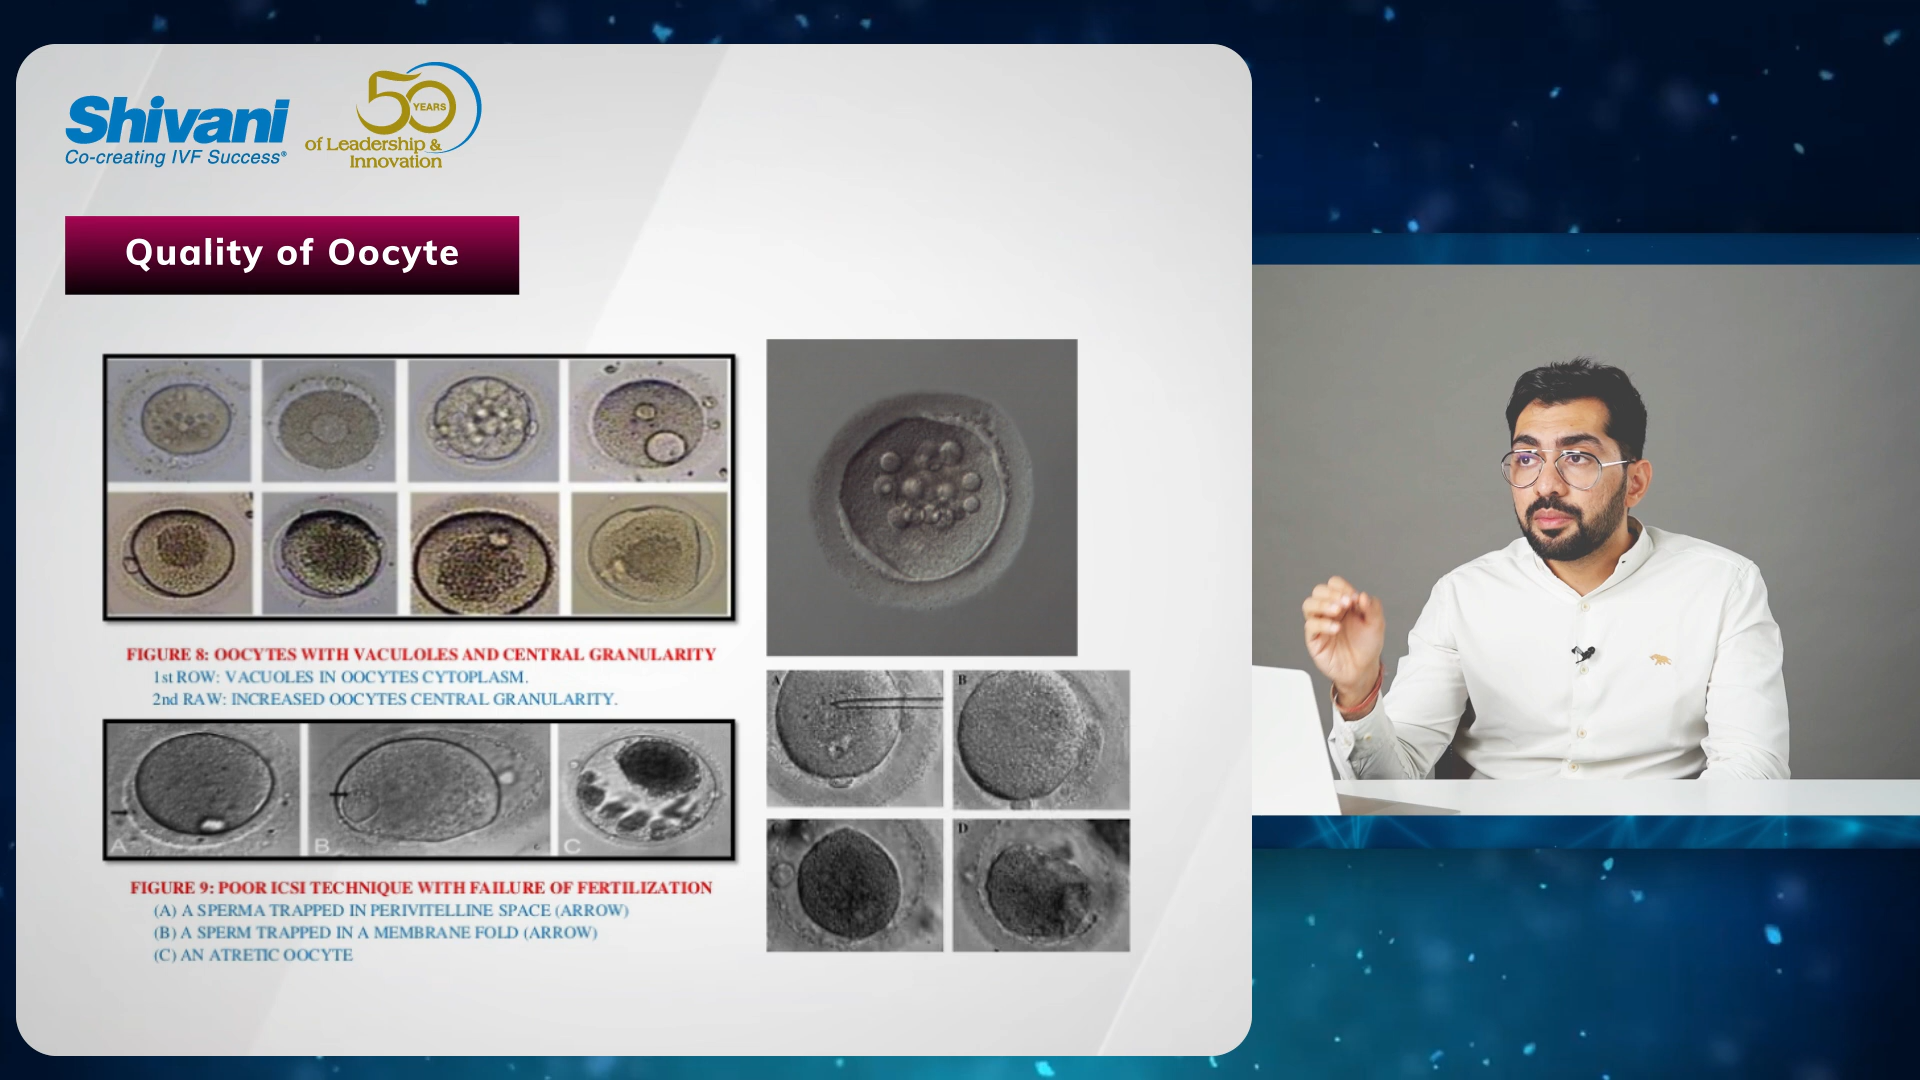 Shivani
Co-creating IVF Success®
50
YEARS
of Leadership &
Innovation
Quality of Oocyte
FIGURE 8: OOCYTES WITH VACULOLES AND CENTRAL GRANULARITY
1st ROW: VACUOLES IN OOCYTES CYTOPLASM.
2nd RAW: INCREASED OOCYTES CENTRAL GRANULARITY.
A
B
C
FIGURE 9: POOR ICSI TECHNIQUE WITH FAILURE OF FERTILIZATION
(A) A SPERMA TRAPPED IN PERIVITELLINE SPACE (ARROW)
(B) A SPERM TRAPPED IN A MEMBRANE FOLD (ARROW)
(C) AN ATRETIC OOCYTE
A
B
C
D